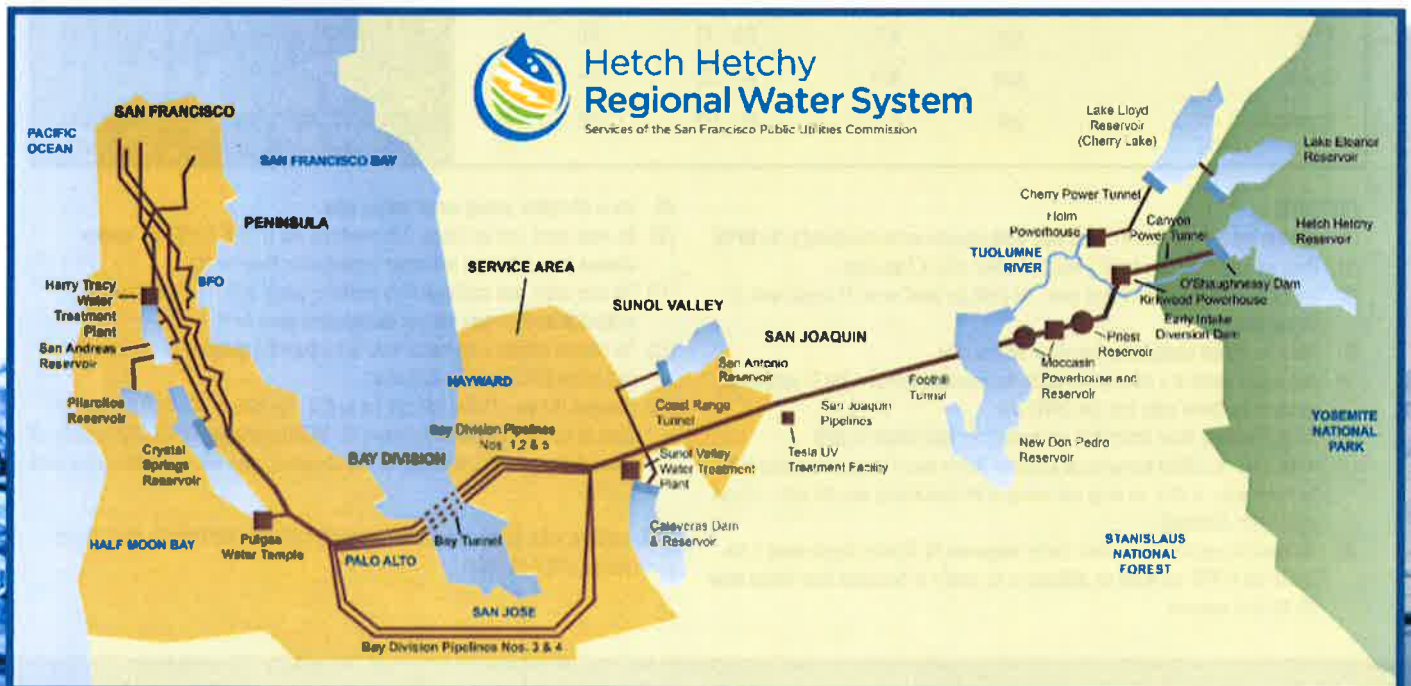 Hetch Hetchy
Regional Water System
Services of the San Francisco Public Utilities Commission
SAN FRANCISCO
PACIFIC
OCEAN
SAN FRANCISCO BAY
PENINSULA
SFO
Harry Tracy
Water
Treatment
Plant
San Andreas
Reservoir
Pilarcitos
Reservoir
Crystal
Springs
Reservoir
HALF MOON BAY
Pulgas
Water Temple
SERVICE AREA
HAYWARD
Bay Division Pipelines
Nos. 1,2 & 5
BAY DIVISION
Bay Tunnel
PALO ALTO
SAN JOSE
Bay Division Pipelines Nos. 3 & 4
SUNOL VALLEY
San Antonio
Reservoir
Coast Range
Tunnel
Sunol Valley
Water Treatment
Plant
Calaveras Dam
& Reservoir
SAN JOAQUIN
San Joaquin
Pipelines
Tesla UV
Treatment Facility
Foothill
Tunnel
New Don Pedro
Reservoir
Moccasin
Powerhouse and
Reservoir
Priest
Reservoir
TUOLUMNE
RIVER
Lake Lloyd
Reservoir
(Cherry Lake)
Cherry Power Tunnel
Holm
Powerhouse
Canyon
Power Tunnel
Lake Eleanor
Reservoir
Hetch Hetchy
Reservoir
O'Shaughnessy Dam
Kirkwood Powerhouse
Early Intake
Diversion Dam
YOSEMITE
NATIONAL
PARK
STANISLAUS
NATIONAL
FOREST